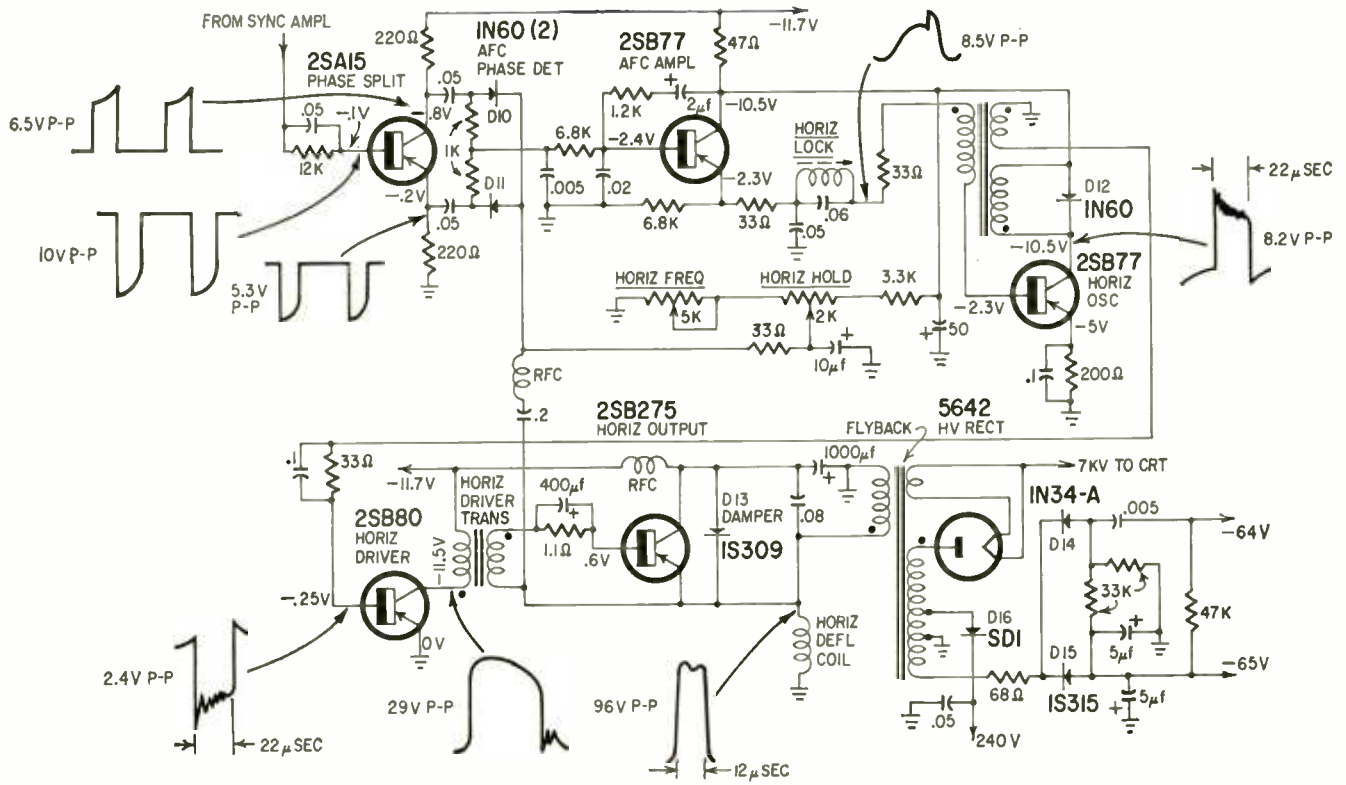 FROM SYNC AMPL
-11.7V
220Ω
IN60 (2)
AFC
PHASE DET
2SB77
AFC AMPL
47Ω
8.5V P-P
2SA15
PHASE SPLIT
.05
D10
1.2K
+
2µf
-10.5V
6.5V P-P
.05
-.1V
-.8V
12K
1K
6.8K
-2.4V
HORIZ
LOCK
33Ω
D12
IN60
22µSEC
D11
.005
.02
-2.3V
-.2V
.05
6.8K
33Ω
.06
.05
-10.5V
8.2V P-P
10V P-P
5.3V
P-P
220Ω
2SB77
HORIZ
OSC
HORIZ FREQ
HORIZ HOLD
3.3K
-2.3V
5K
2K
-5V
33Ω
+
10µf
+
50
RFC
.1
200Ω
.2
2SB275
HORIZ OUTPUT
5642
HV RECT
FLYBACK
.1
33Ω
-11.7V
HORIZ
DRIVER
TRANS
400µf
+
RFC
1000µf
+
7KV TO CRT
D13
DAMPER
IS309
.08
IN34-A
.005
D14
-64V
2SB80
HORIZ
DRIVER
-11.5V
1.1Ω
.6V
-.25V
0V
33K
47K
D16
SD1
HORIZ
DEFL
COIL
+
5µf
D15
-65V
68Ω
IS315
+
5µf
.05
240V
2.4V P-P
22µSEC
29V P-P
96V P-P
12µSEC